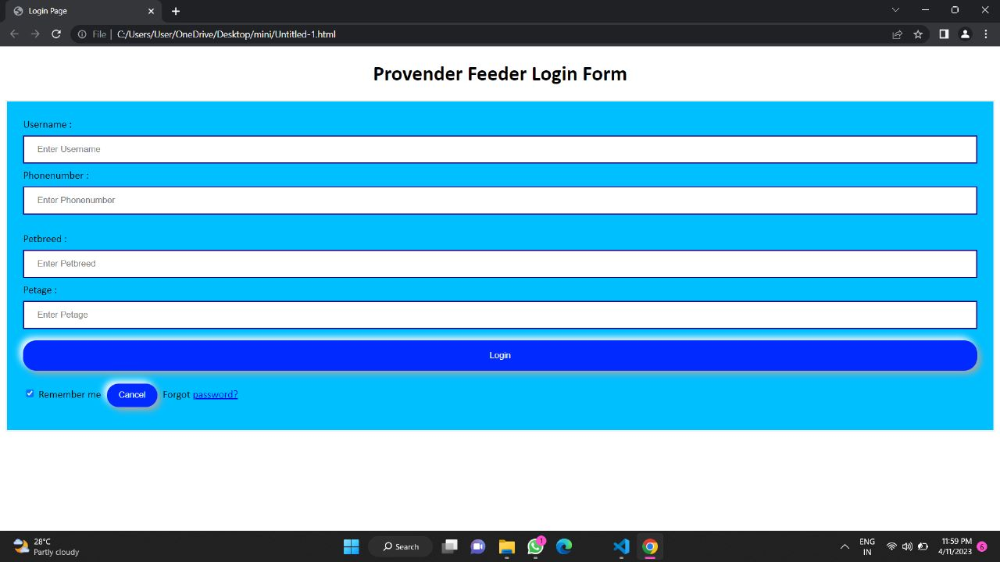 Login Page
File
C:/Users/User/OneDrive/Desktop/mini/Untitled-1.html
Provender Feeder Login Form
Username :
Enter Username
Phonenumber :
Enter Phonenumber
Petbreed :
Enter Petbreed
Petage :
Enter Petage
Login
Remember me Cancel Forgot password?
28°C
Partly cloudy
Search
1
ENG
IN
11:59 PM
4/11/2023
6